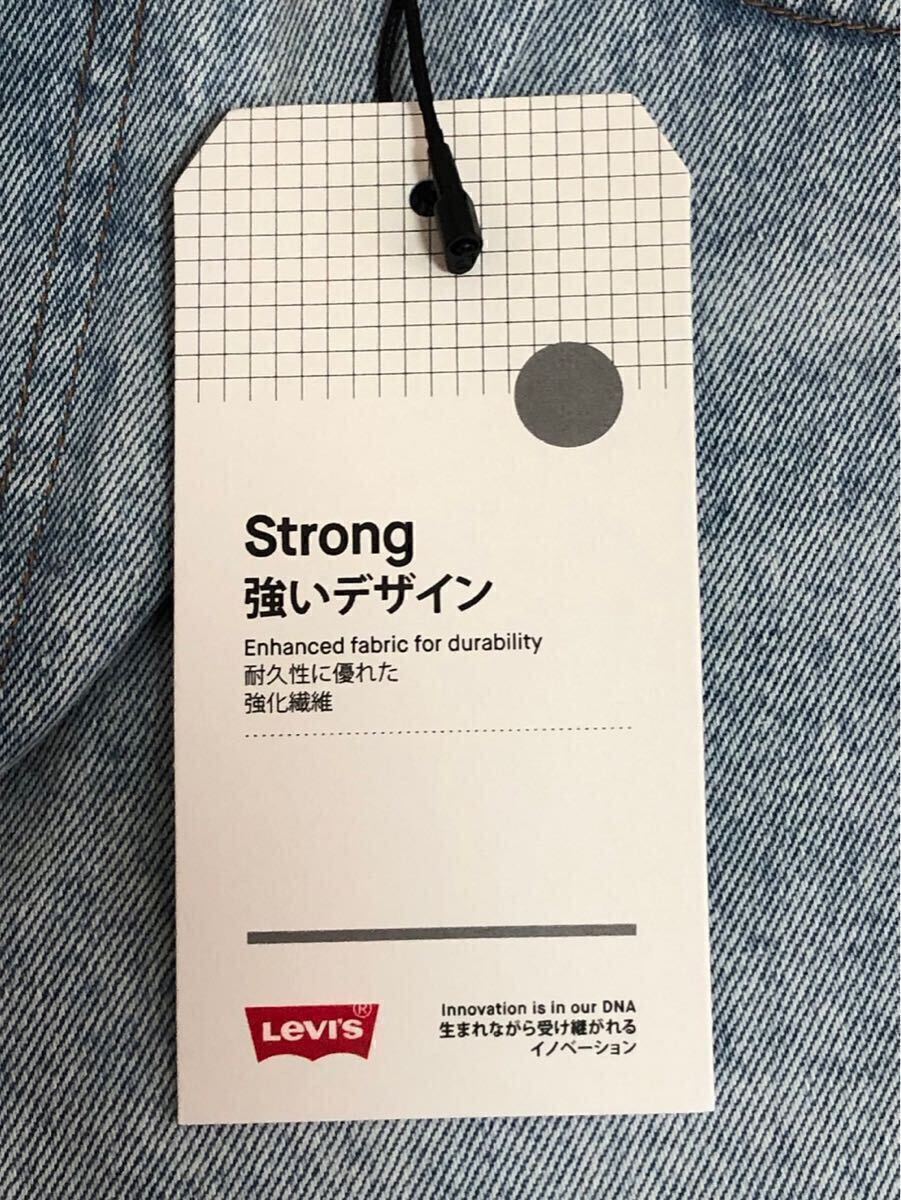 Strong
強いデザイン
Enhanced fabric for durability
耐久性に優れた
強化繊維
LEVI'S®
Innovation is in our DNA
生まれながら受け継がれる
イノベーション